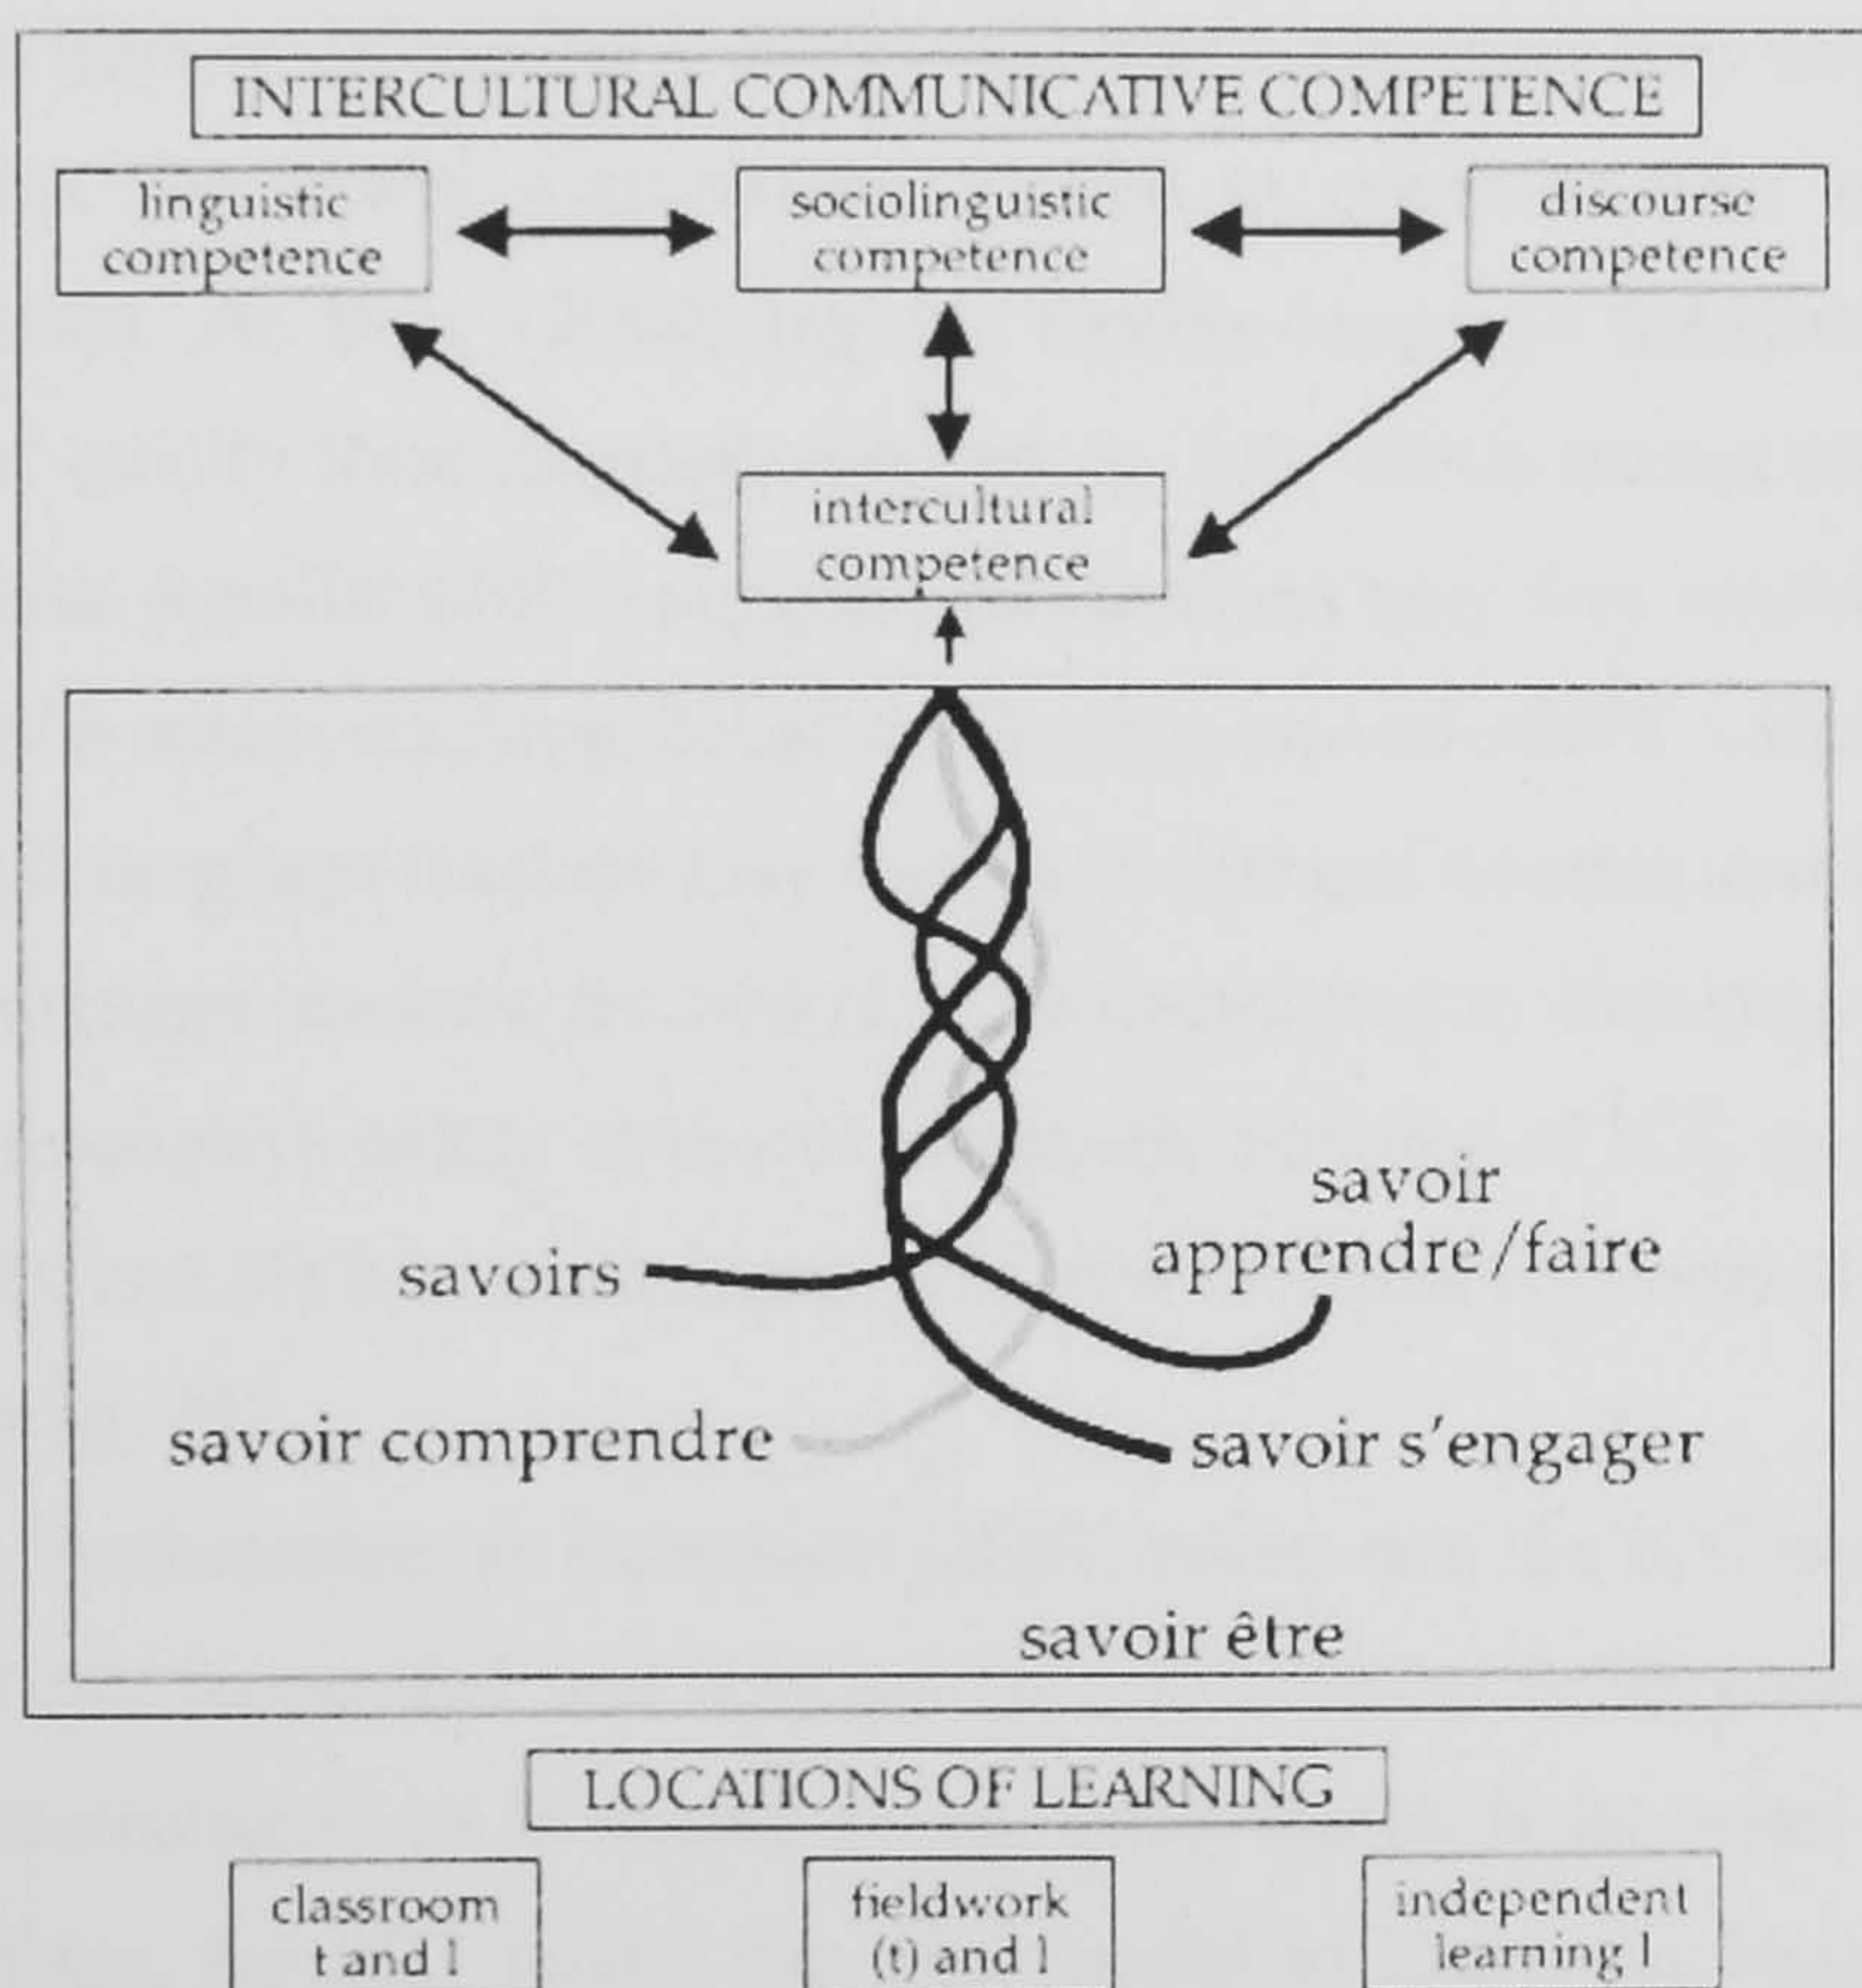 INTERCULTURAL COMMUNICATIVE COMPETENCE
linguistic
competence
sociolinguistic
competence
discourse
competence
intercultural
competence
savoir
apprendre/faire
savoirs
savoir comprendre
savoir s'engager
savoir être
LOCATIONS OF LEARNING
classroom
t and l
fieldwork
(t) and l
independent
learning l